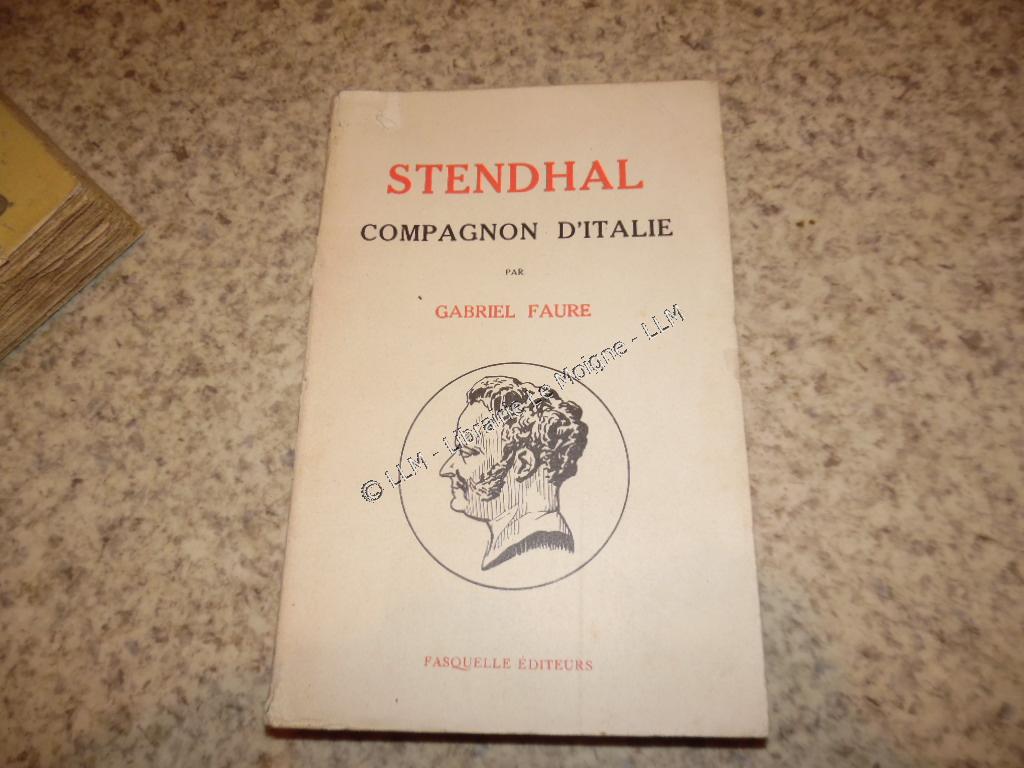 STENDHAL
COMPAGNON D'ITALIE
PAR
GABRIEL FAURE
© LLM - Librairie Le Moigne - LLM
FASQUELLE ÉDITEURS